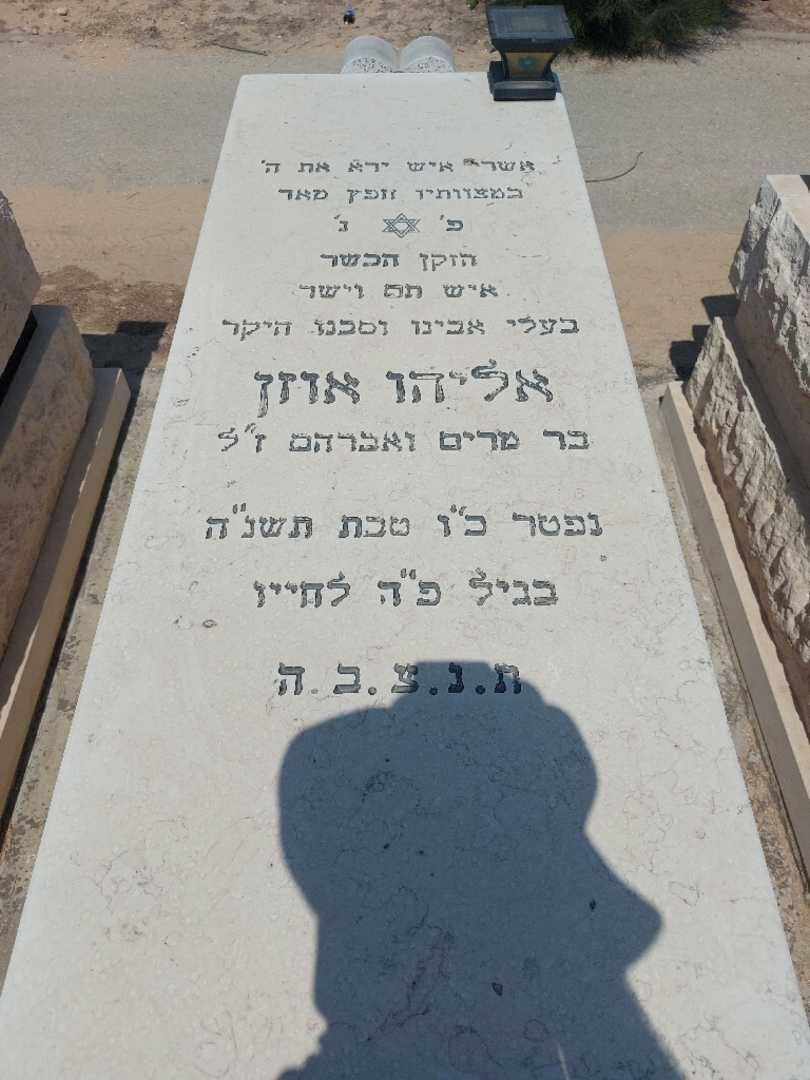 אשרי איש ירא את ה'
במצוותיו חפץ מאד
פ' נ'
הזקן הכשר
איש תם וישר
בעלי אבינו וסבנו היקר
אליהו אוזן
בר מרים ואברהם ז"ל
נפטר כ"ו טבת תשנ"ה
בגיל פ"ה לחייו
ת.נ.צ.ב.ה